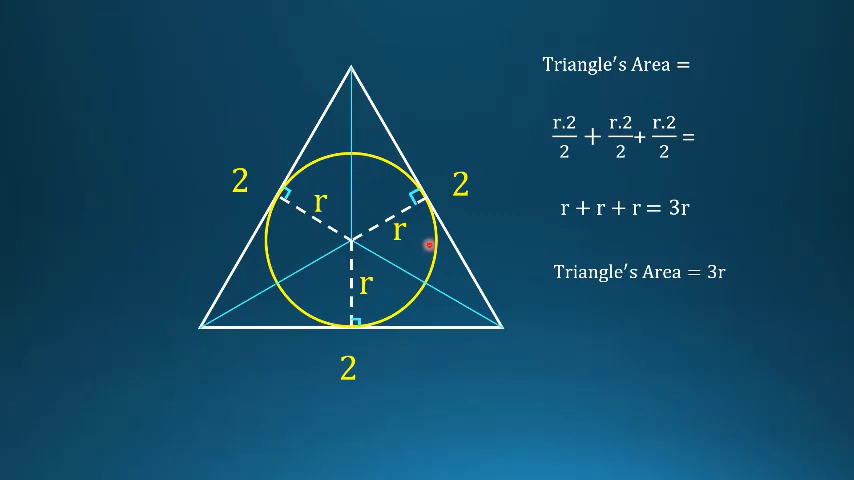 Triangle's Area =
r.2/2 + r.2/2 + r.2/2 =
r + r + r = 3r
Triangle's Area = 3r
2
2
r
r
r
2